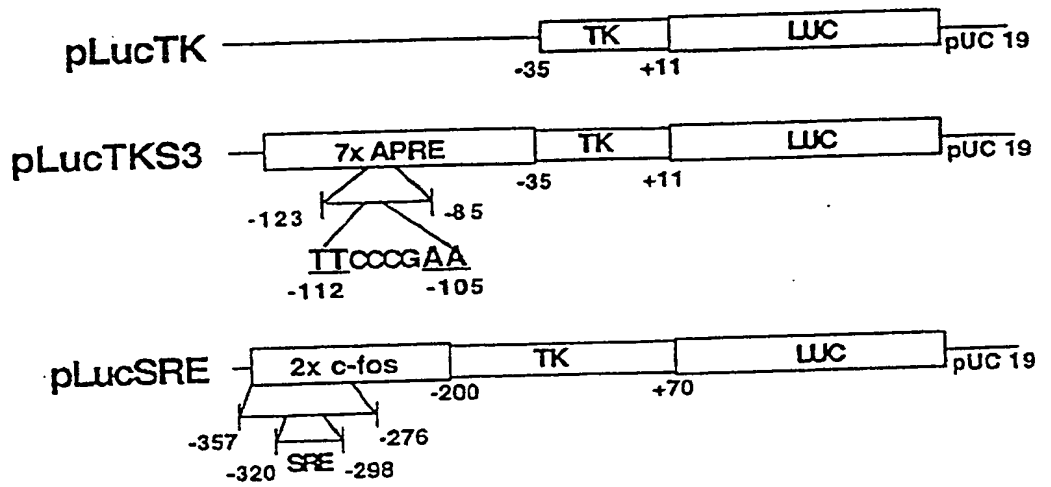 pLucTK TK LUC pUC 19
-35 +11
pLucTKS3 7x APRE TK LUC pUC 19
-35 +11
-123 -85
TTCCCGAA
-112 -105
pLucSRE 2x c-fos TK LUC pUC 19
-200 +70
-357 -276
-320 SRE -298